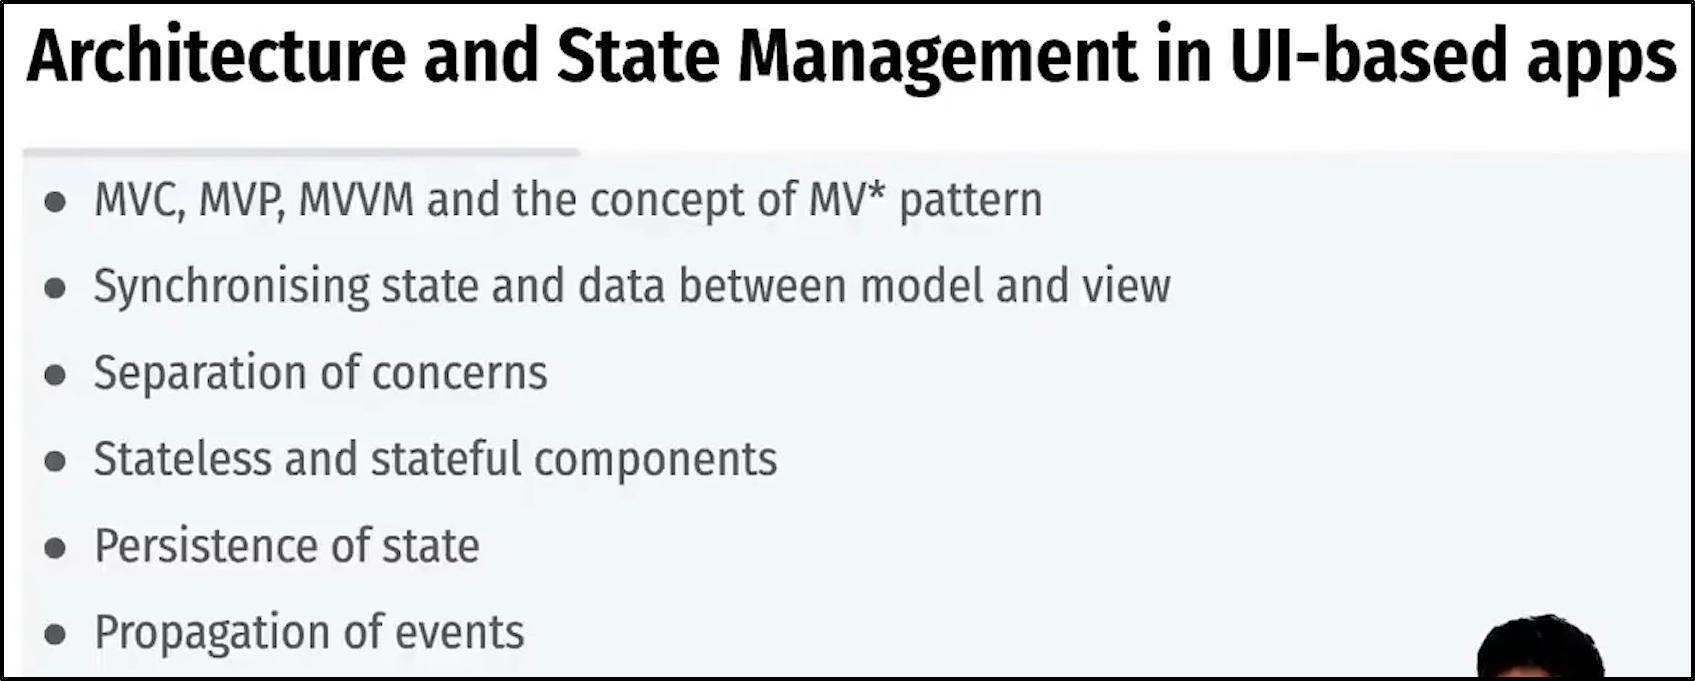 Architecture and State Management in UI-based apps
● MVC, MVP, MVVM and the concept of MV* pattern
● Synchronising state and data between model and view
● Separation of concerns
● Stateless and stateful components
● Persistence of state
● Propagation of events